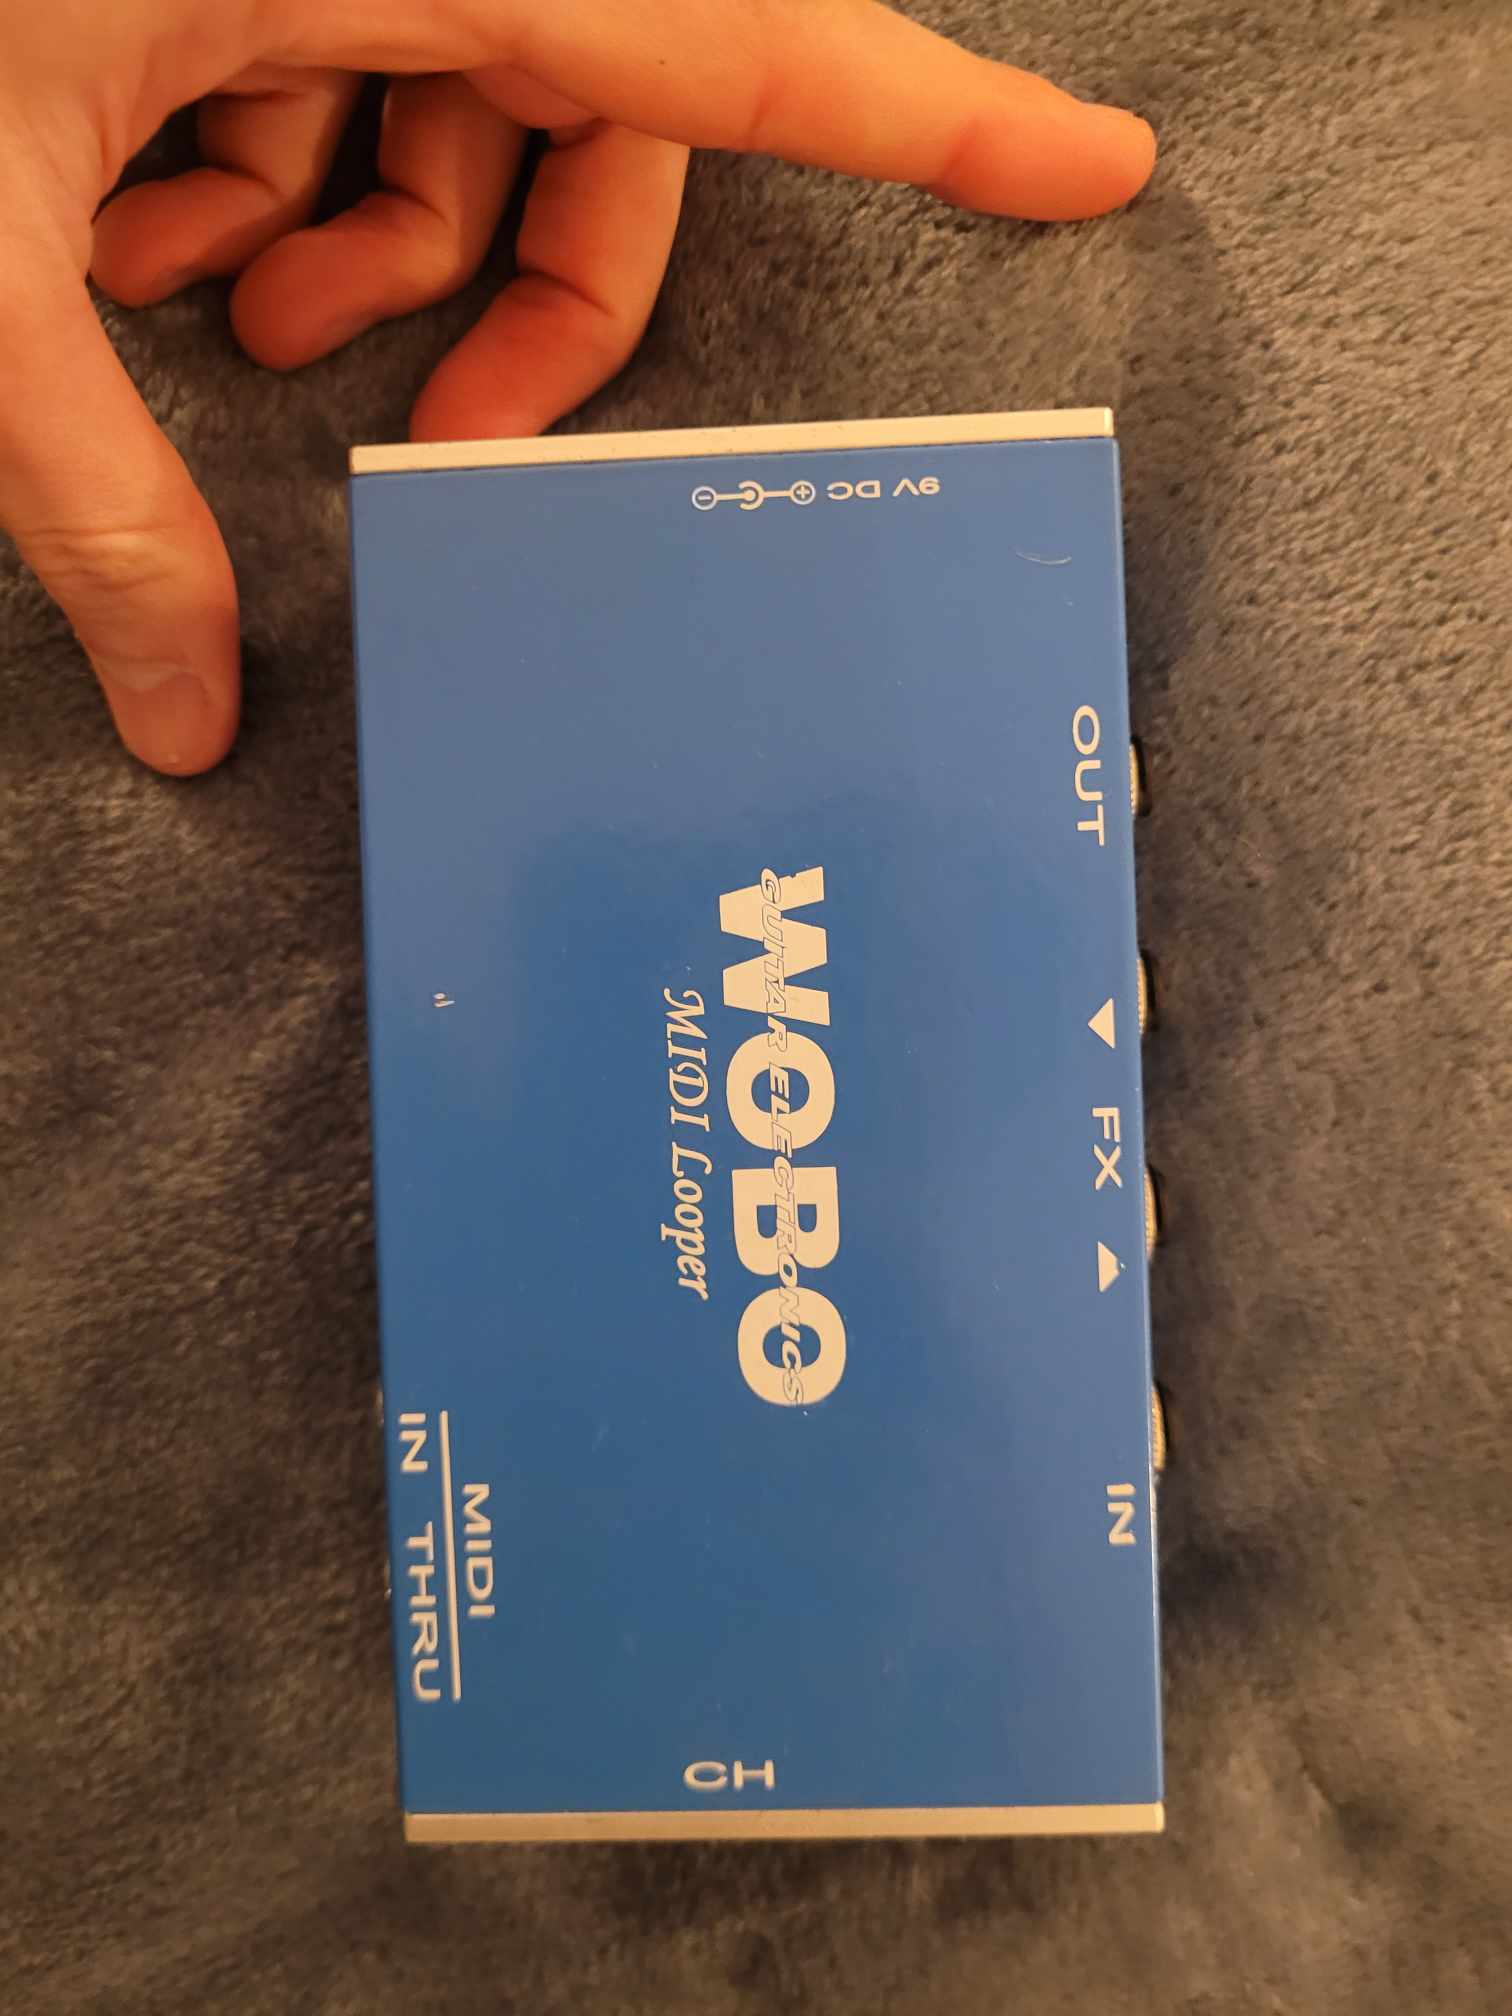 OUT
▶ FX ◀
IN
9V DC
WOBO
GUITAR ELECTRONICS
MIDI Looper
CH
MIDI
IN THRU